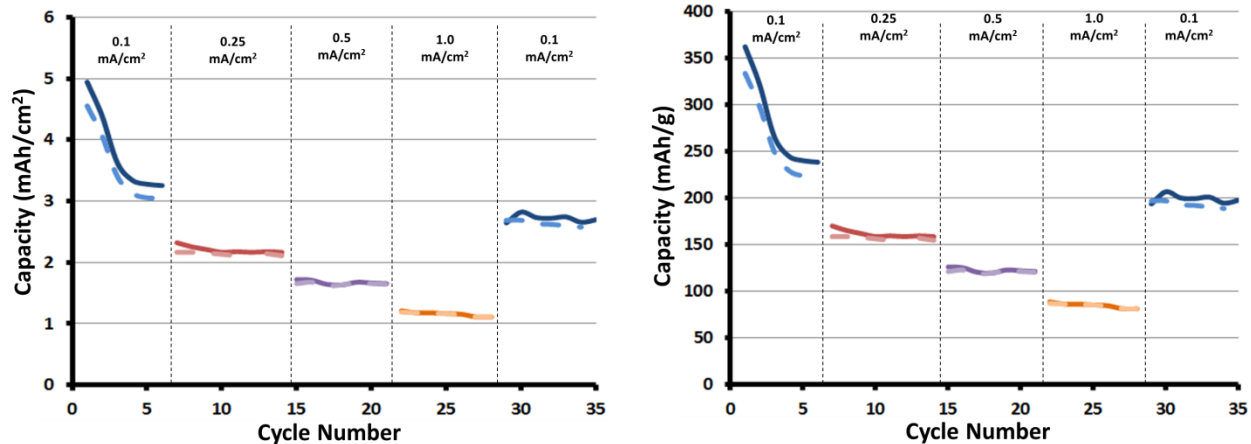 6
5
4
3
2
1
0
Capacity (mAh/cm²)
0.1
mA/cm²
0.25
mA/cm²
0.5
mA/cm²
1.0
mA/cm²
0.1
mA/cm²
0 5 10 15 20 25 30 35
Cycle Number
400
350
300
250
200
150
100
50
0
Capacity (mAh/g)
0.1
mA/cm²
0.25
mA/cm²
0.5
mA/cm²
1.0
mA/cm²
0.1
mA/cm²
0 5 10 15 20 25 30 35
Cycle Number